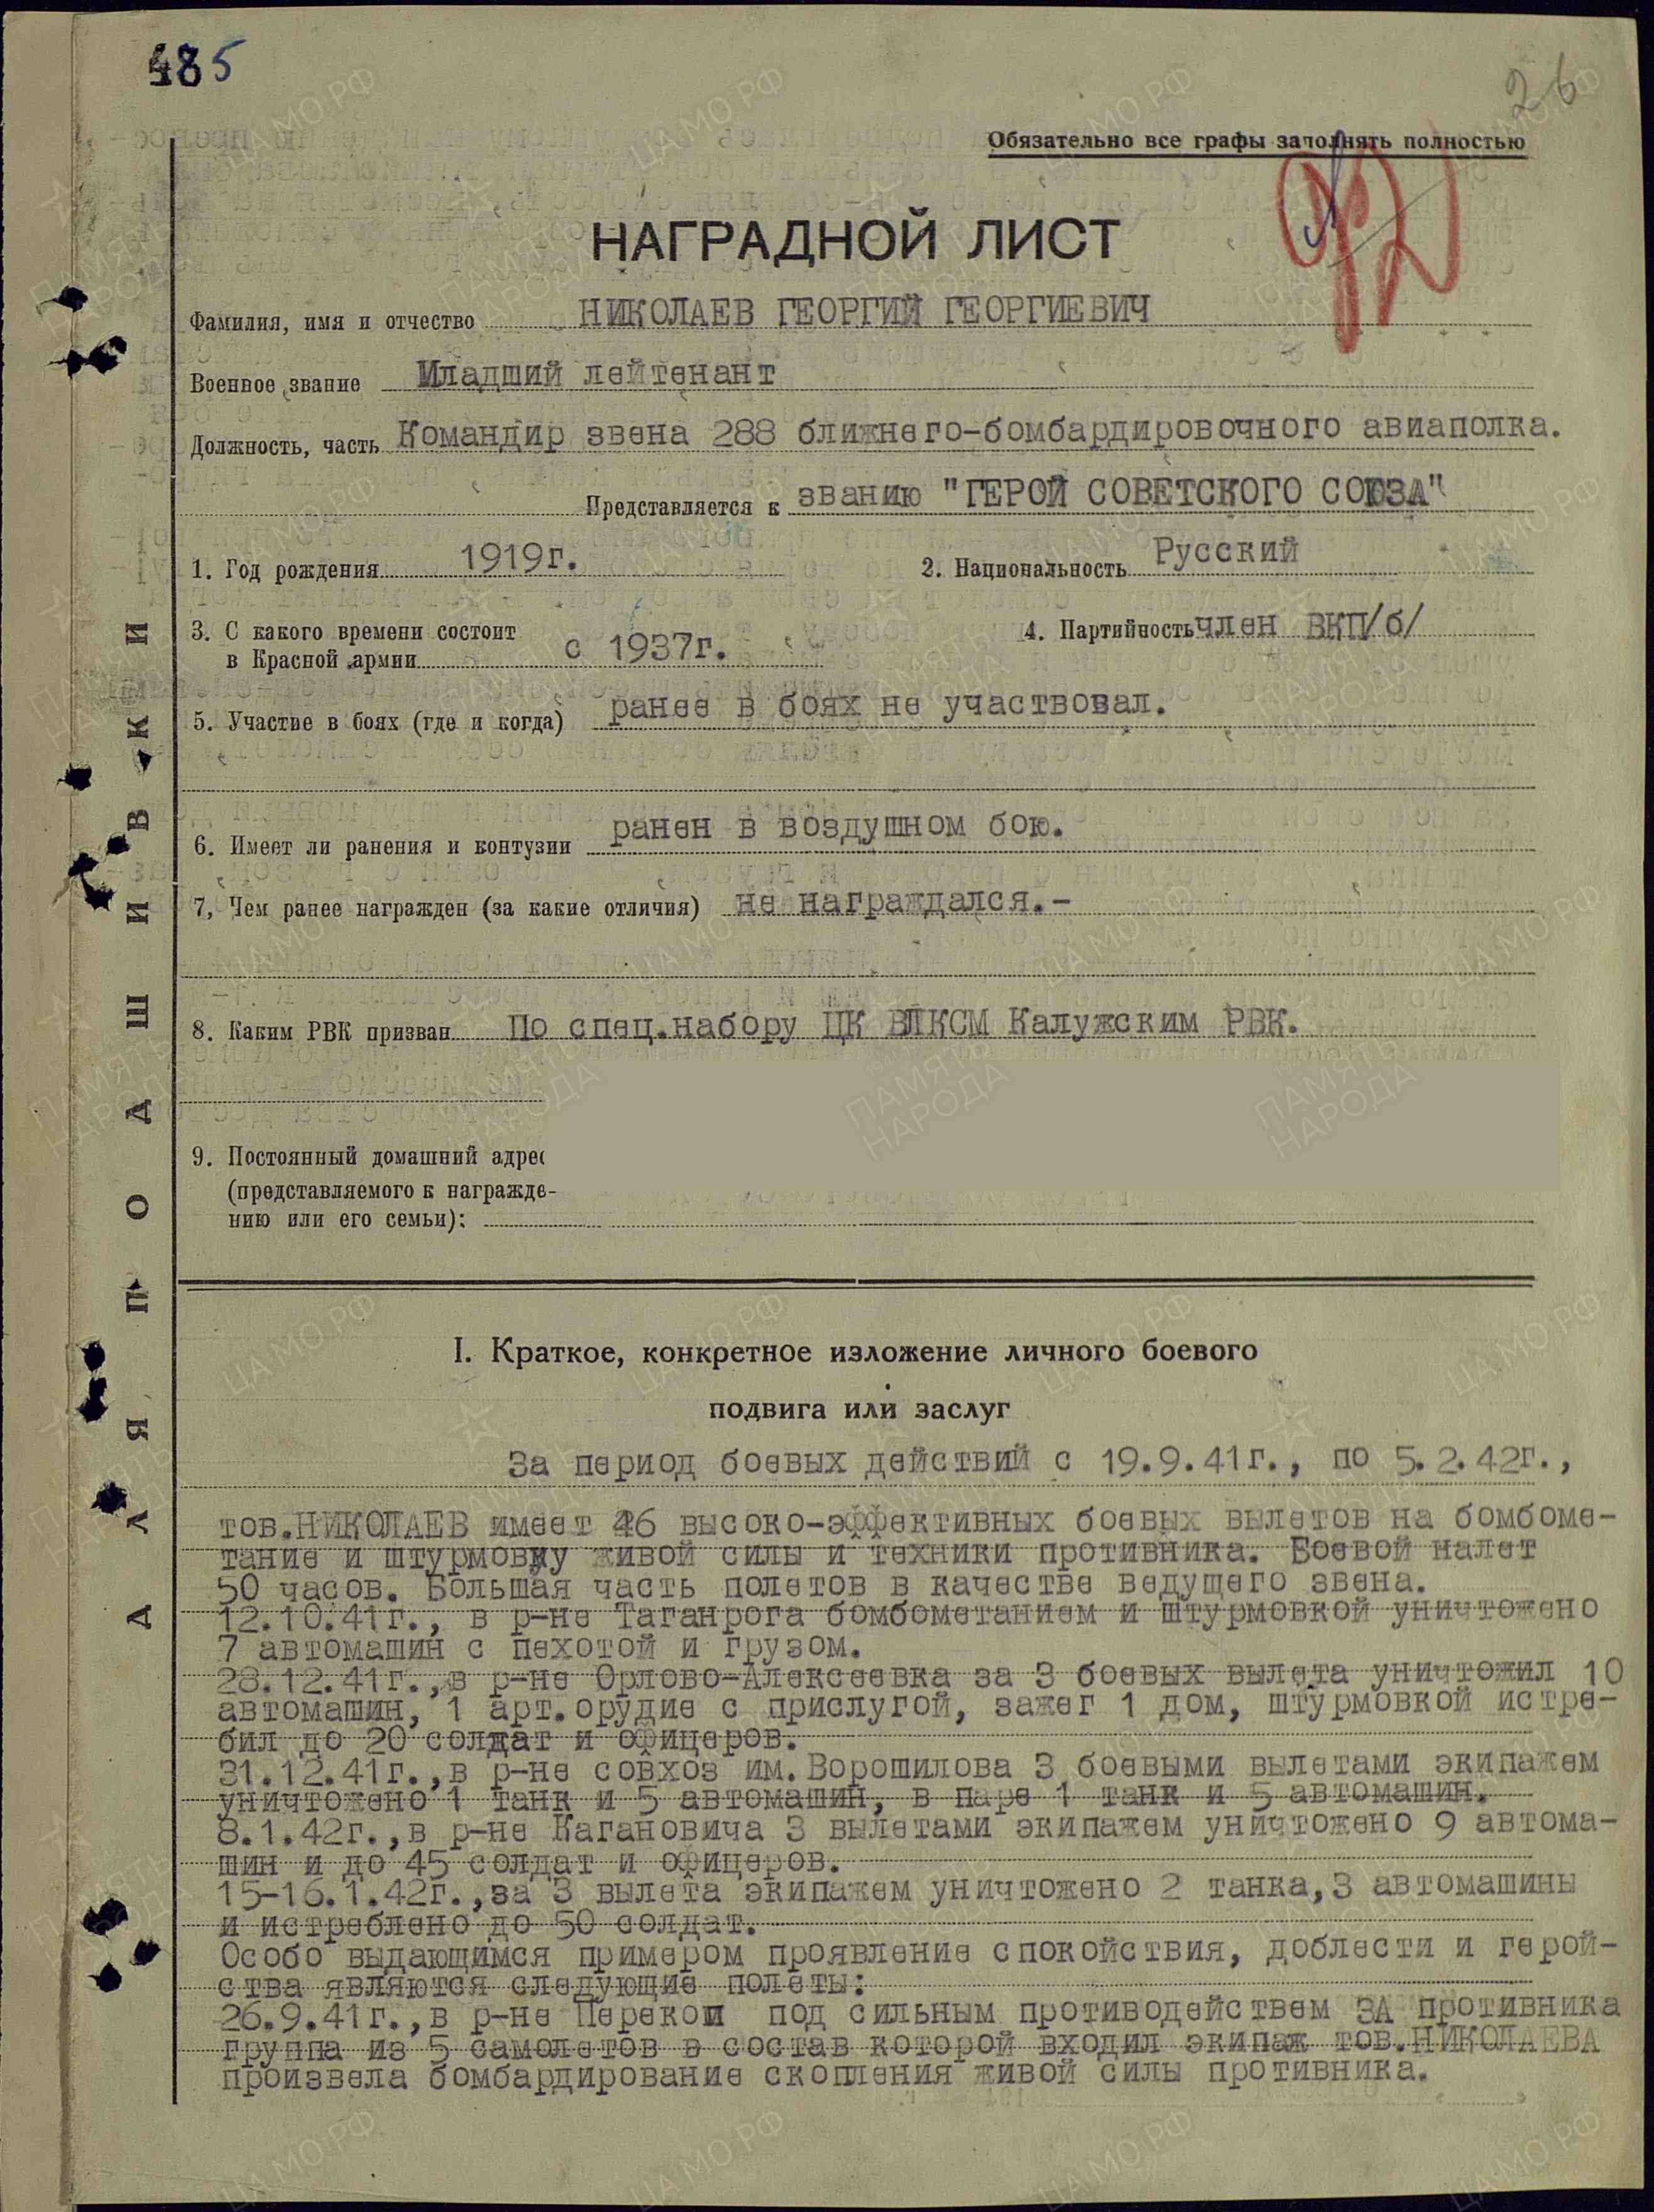 485
26
Обязательно все графы заполнять полностью
НАГРАДНОЙ ЛИСТ
Фамилия, имя и отчество НИКОЛАЕВ ГЕОРГИЙ ГЕОРГИЕВИЧ
Военное звание Младший лейтенант
Должность, часть Командир звена 288 ближнего-бомбардировочного авиаполка.
Представляется к званию "ГЕРОЙ СОВЕТСКОГО СОЮЗА"
1. Год рождения 1919г. 2. Национальность Русский
3. С какого времени состоит
в Красной армии с 1937г. 4. Партийность член ВКП/б/
5. Участие в боях (где и когда) ранее в боях не участвовал.
6. Имеет ли ранения и контузии ранен в воздушном бою.
7, Чем ранее награжден (за какие отличия) не награждался.-
8. Каким РВК призван По спец.набору ЦК ВЛКСМ Калужским РВК.
9. Постоянный домашний адрес
(представляемого к награжде-
нию или его семьи):
ДЛЯ ПОДШИВКИ
I. Краткое, конкретное изложение личного боевого
подвига или заслуг
За период боевых действий с 19.9.41г., по 5.2.42г.,
тов.НИКОЛАЕВ имеет 46 высоко-эффективных боевых вылетов на бомбоме-
тание и штурмовку живой силы и техники противника. Боевой налет
50 часов. Большая часть полетов в качестве ведущего звена.
12.10.41г., в р-не Таганрога бомбометанием и штурмовкой уничтожено
7 автомашин с пехотой и грузом.
28.12.41г.,в р-не Орлово-Алексеевка за 3 боевых вылета уничтожил 10
автомашин, 1 арт.орудие с прислугой, зажег 1 дом, штурмовкой истре-
бил до 20 солдат и офицеров.
31.12.41г.,в р-не совхоз им.Ворошилова 3 боевыми вылетами экипажем
уничтожено 1 танк и 5 автомашин, в паре 1 танк и 5 автомашин.
8.1.42г.,в р-не Кагановича 3 вылетами экипажем уничтожено 9 автома-
шин и до 45 солдат и офицеров.
15-16.1.42г.,за 3 вылета экипажем уничтожено 2 танка,3 автомашины
и истреблено до 50 солдат.
Особо выдающимся примером проявление спокойствия, доблести и герой-
ства являются следующие полеты:
26.9.41г.,в р-не Перекоп под сильным противодействем ЗА противника
группа из 5 самолетов в состав которой входил экипаж тов.НИКОЛАЕВА
произвела бомбардирование скопления живой силы противника.